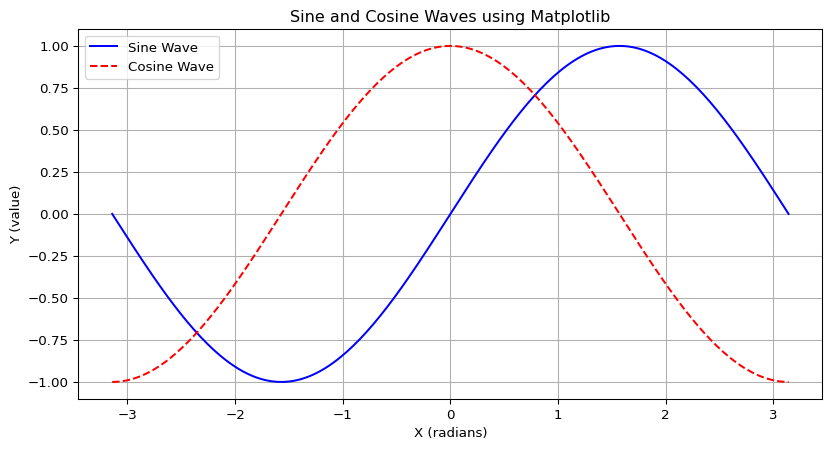 Sine and Cosine Waves using Matplotlib
Sine Wave
Cosine Wave
1.00
0.75
0.50
0.25
0.00
−0.25
−0.50
−0.75
−1.00
Y (value)
−3 −2 −1 0 1 2 3
X (radians)